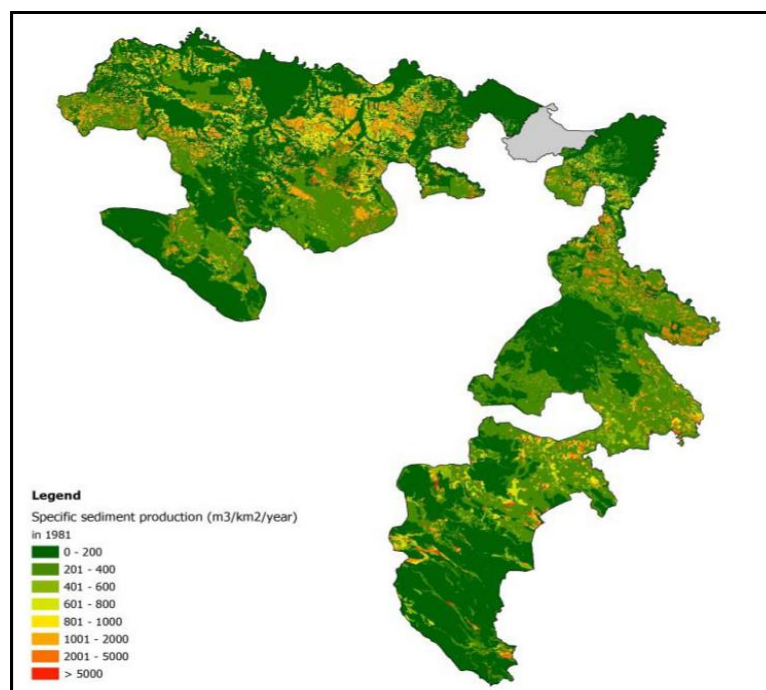 Legend
Specific sediment production (m3/km2/year)
in 1981
0 - 200
201 - 400
401 - 600
601 - 800
801 - 1000
1001 - 2000
2001 - 5000
> 5000